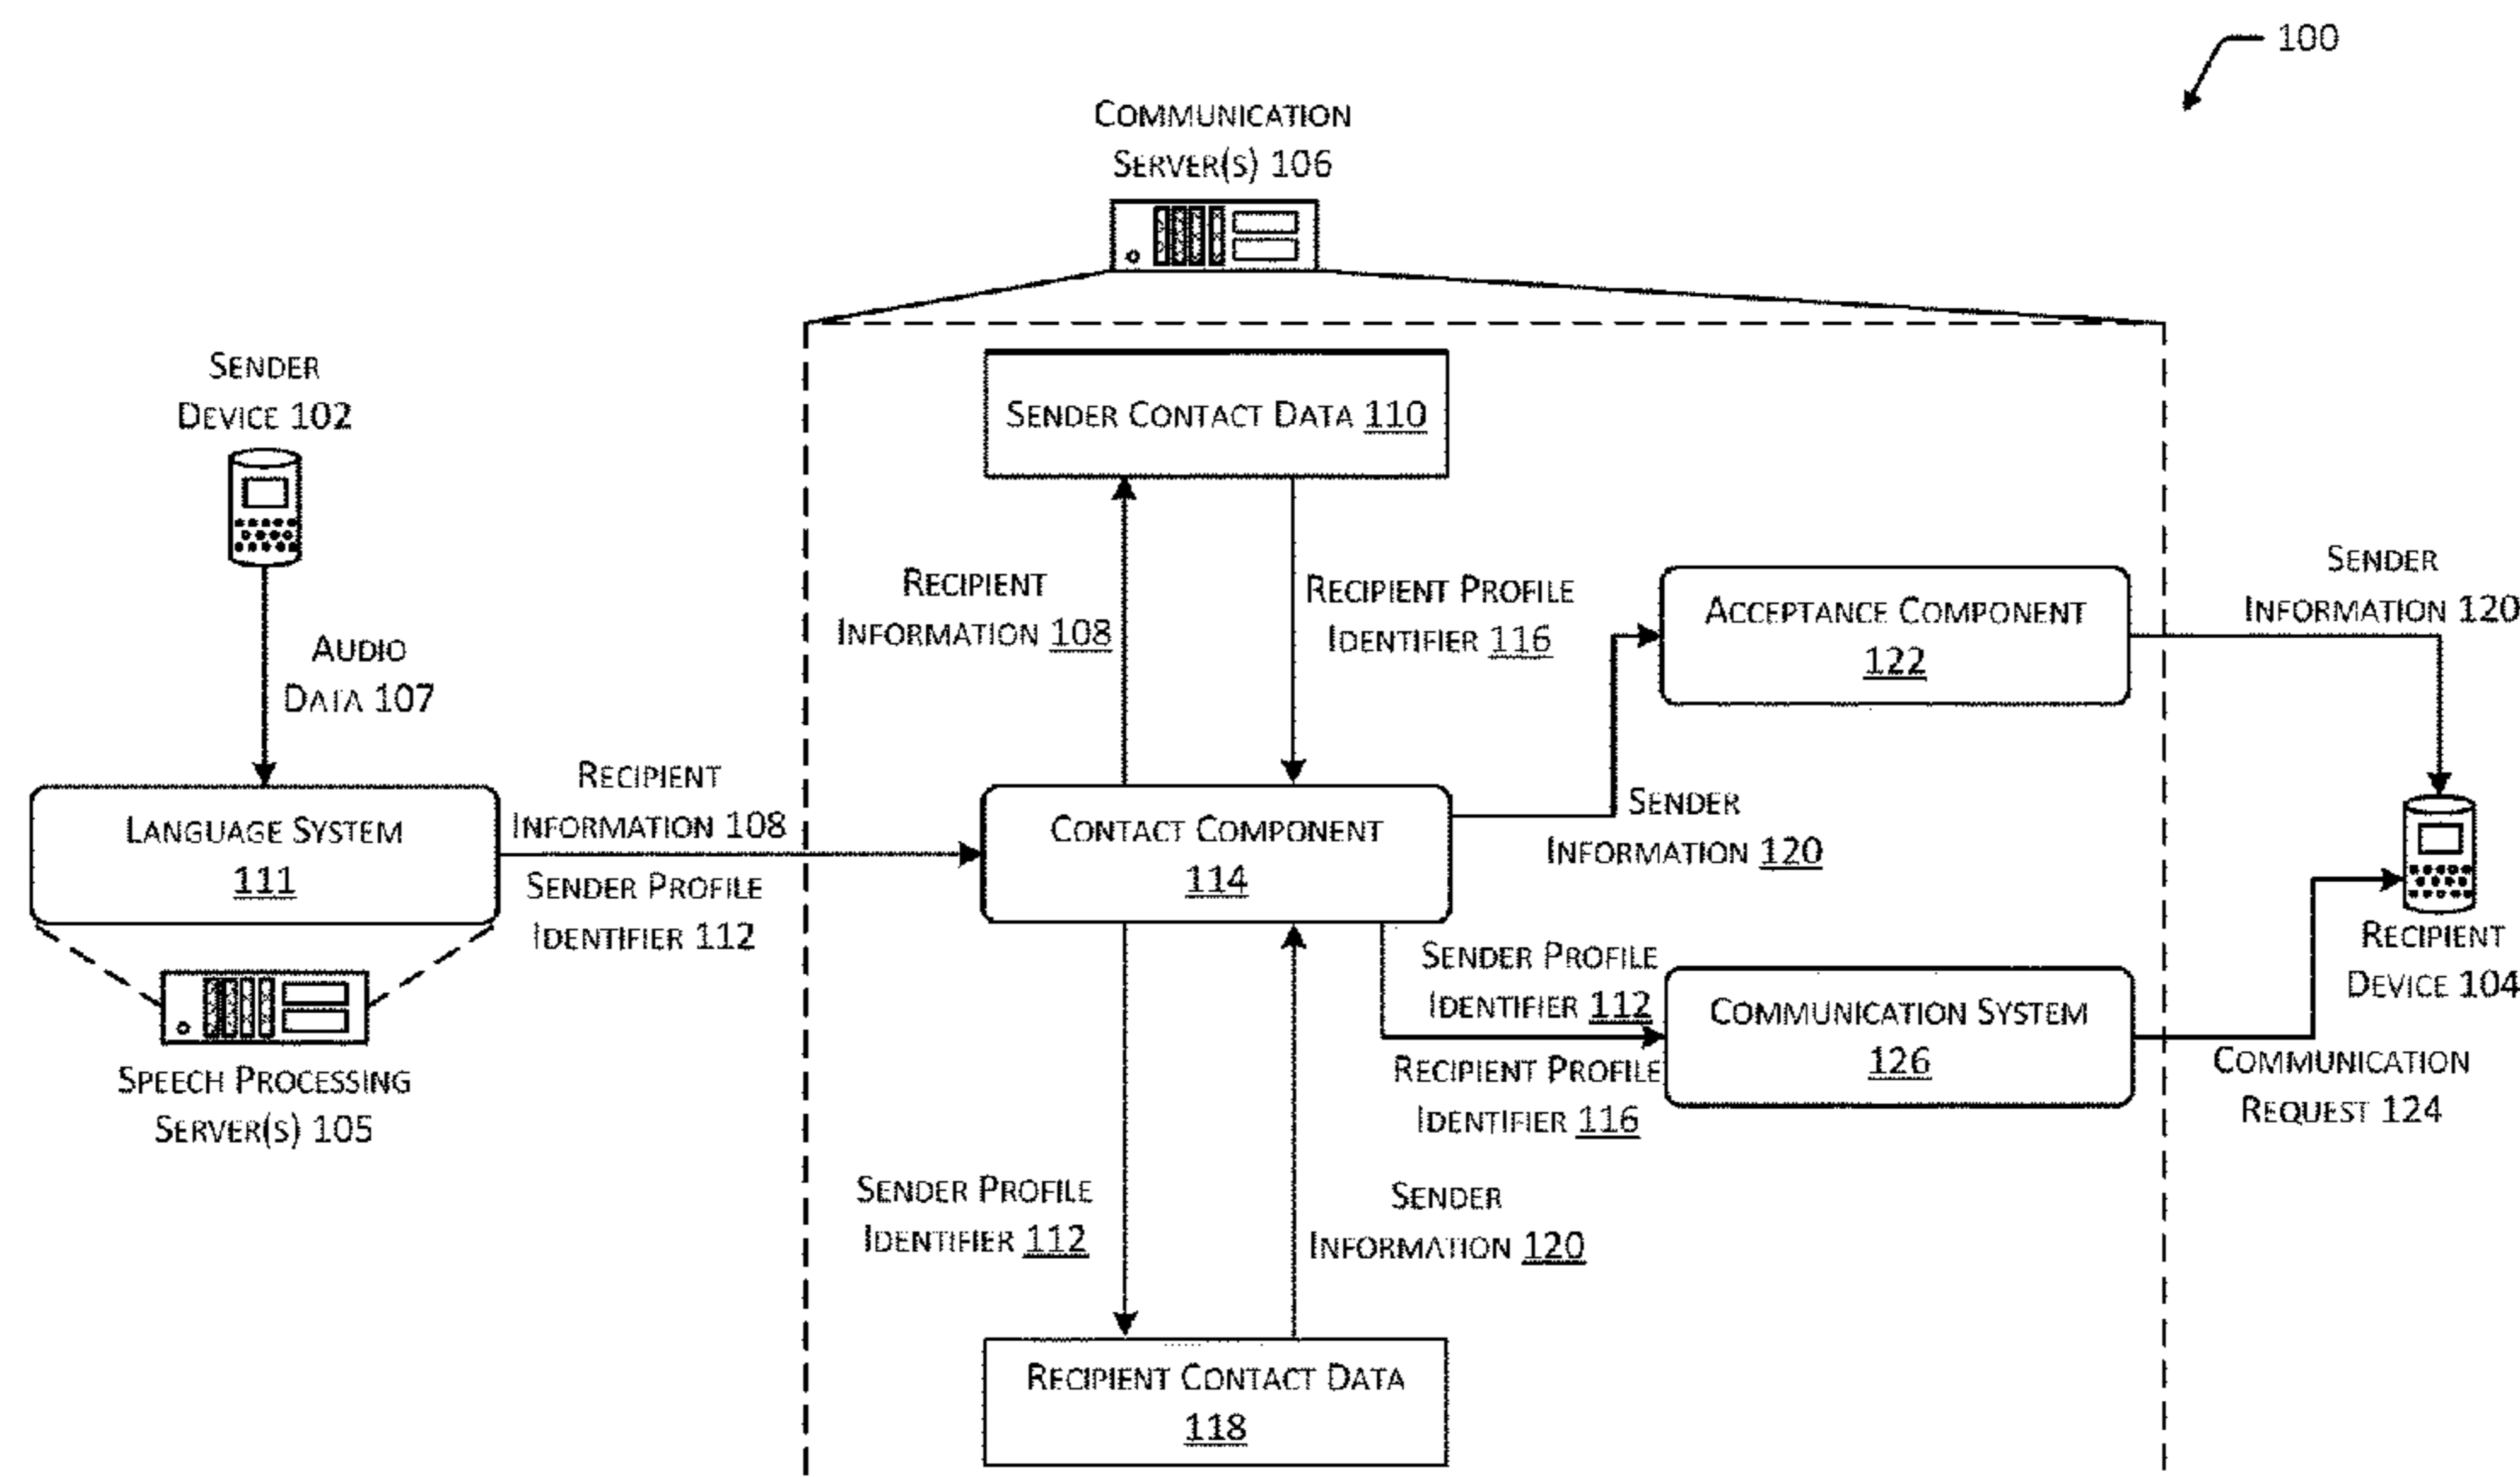 100
COMMUNICATION
SERVER(S) 106
SENDER
DEVICE 102
SENDER CONTACT DATA 110
AUDIO
DATA 107
RECIPIENT
INFORMATION 108
RECIPIENT PROFILE
IDENTIFIER 116
ACCEPTANCE COMPONENT
122
SENDER
INFORMATION 120
LANGUAGE SYSTEM
111
RECIPIENT
INFORMATION 108
SENDER PROFILE
IDENTIFIER 112
CONTACT COMPONENT
114
SENDER
INFORMATION 120
SPEECH PROCESSING
SERVER(S) 105
SENDER PROFILE
IDENTIFIER 112
RECIPIENT PROFILE
IDENTIFIER 116
COMMUNICATION SYSTEM
126
RECIPIENT
DEVICE 104
COMMUNICATION
REQUEST 124
SENDER PROFILE
IDENTIFIER 112
SENDER
INFORMATION 120
RECIPIENT CONTACT DATA
118